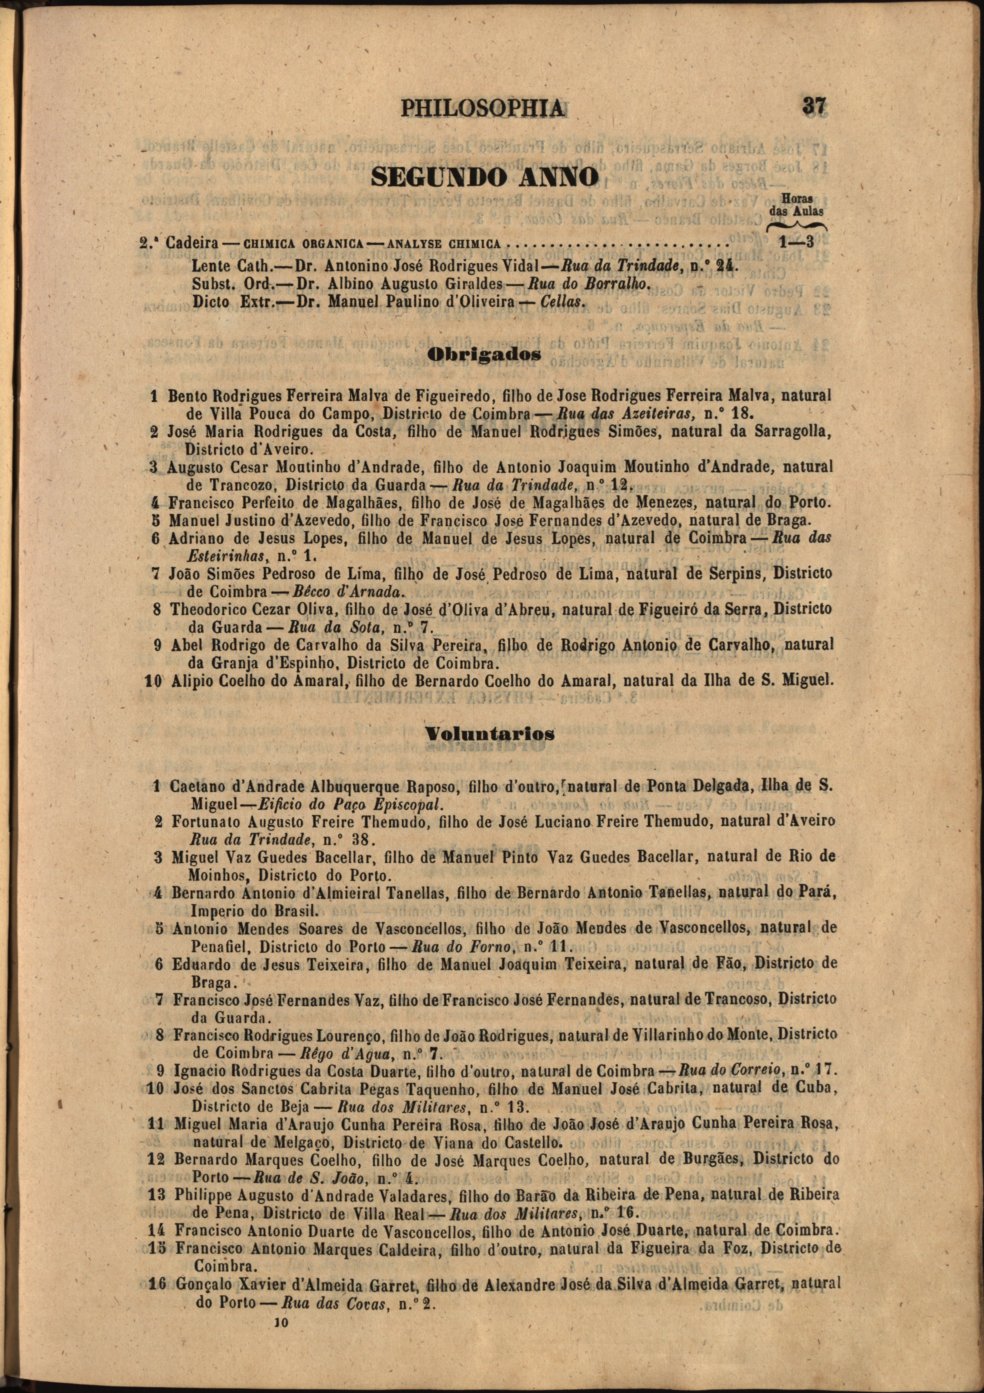 PHILOSOPHIA 37
SEGUNDO ANNO
Horas
das Aulas
2.ª Cadeira — CHIMICA ORGANICA — ANALYSE CHIMICA .......................... 1—3
Lente Cath.—Dr. Antonino José Rodrigues Vidal—Rua da Trindade, n.º 24.
Subst. Ord.—Dr. Albino Augusto Giraldes — Rua do Borralho.
Dicto Extr.—Dr. Manuel Paulino d'Oliveira — Cellas.
Obrigados
1 Bento Rodrigues Ferreira Malva de Figueiredo, filho de Jose Rodrigues Ferreira Malva, natural
de Villa Pouca do Campo, Districto de Coimbra — Rua das Azeiteiras, n.º 18.
2 José Maria Rodrigues da Costa, filho de Manuel Rodrigues Simões, natural da Sarragolla,
Districto d'Aveiro.
3 Augusto Cesar Moutinho d'Andrade, filho de Antonio Joaquim Moutinho d'Andrade, natural
de Trancozo, Districto da Guarda — Rua da Trindade, n º 12.
4 Francisco Perfeito de Magalhães, filho de José de Magalhães de Menezes, natural do Porto.
5 Manuel Justino d'Azevedo, filho de Francisco José Fernandes d'Azevedo, natural de Braga.
6 Adriano de Jesus Lopes, filho de Manuel de Jesus Lopes, natural de Coimbra — Rua das
Esteirinhas, n.º 1.
7 João Simões Pedroso de Lima, filho de José Pedroso de Lima, natural de Serpins, Districto
de Coimbra — Bêcco d'Arnada.
8 Theodorico Cezar Oliva, filho de José d'Oliva d'Abreu, natural de Figueiró da Serra, Districto
da Guarda — Rua da Sota, n.º 7.
9 Abel Rodrigo de Carvalho da Silva Pereira, filho de Rodrigo Antonio de Carvalho, natural
da Granja d'Espinho, Districto de Coimbra.
10 Alipio Coelho do Amaral, filho de Bernardo Coelho do Amaral, natural da Ilha de S. Miguel.
Voluntarios
1 Caetano d'Andrade Albuquerque Raposo, filho d'outro, natural de Ponta Delgada, Ilha de S.
Miguel—Eificio do Paço Episcopal.
2 Fortunato Augusto Freire Themudo, filho de José Luciano Freire Themudo, natural d'Aveiro
Rua da Trindade, n.º 38.
3 Miguel Vaz Guedes Bacellar, filho de Manuel Pinto Vaz Guedes Bacellar, natural de Rio de
Moinhos, Districto do Porto.
4 Bernardo Antonio d'Almieiral Tanellas, filho de Bernardo Antonio Tanellas, natural do Pará,
Imperio do Brasil.
5 Antonio Mendes Soares de Vasconcellos, filho de João Mendes de Vasconcellos, natural de
Penafiel, Districto do Porto — Rua do Forno, n.º 11.
6 Eduardo de Jesus Teixeira, filho de Manuel Joaquim Teixeira, natural de Fão, Districto de
Braga.
7 Francisco José Fernandes Vaz, filho de Francisco José Fernandes, natural de Trancoso, Districto
da Guarda.
8 Francisco Rodrigues Lourenço, filho de João Rodrigues, natural de Villarinho do Monte, Districto
de Coimbra — Rêgo d'Agua, n.º 7.
9 Ignacio Rodrigues da Costa Duarte, filho d'outro, natural de Coimbra — Rua do Correio, n.º 17.
10 José dos Sanctos Cabrita Pegas Taquenho, filho de Manuel José Cabrita, natural de Cuba,
Districto de Beja — Rua dos Militares, n.º 13.
11 Miguel Maria d'Araujo Cunha Pereira Rosa, filho de João José d'Araujo Cunha Pereira Rosa,
natural de Melgaço, Districto de Viana do Castello.
12 Bernardo Marques Coelho, filho de José Marques Coelho, natural de Burgães, Districto do
Porto — Rua de S. João, n.º 4.
13 Philippe Augusto d'Andrade Valadares, filho do Barão da Ribeira de Pena, natural de Ribeira
de Pena, Districto de Villa Real — Rua dos Militares, n.º 16.
14 Francisco Antonio Duarte de Vasconcellos, filho de Antonio José Duarte, natural de Coimbra.
15 Francisco Antonio Marques Caldeira, filho d'outro, natural da Figueira da Foz, Districto de
Coimbra.
16 Gonçalo Xavier d'Almeida Garret, filho de Alexandre José da Silva d'Almeida Garret, natural
do Porto — Rua das Covas, n.º 2.
10